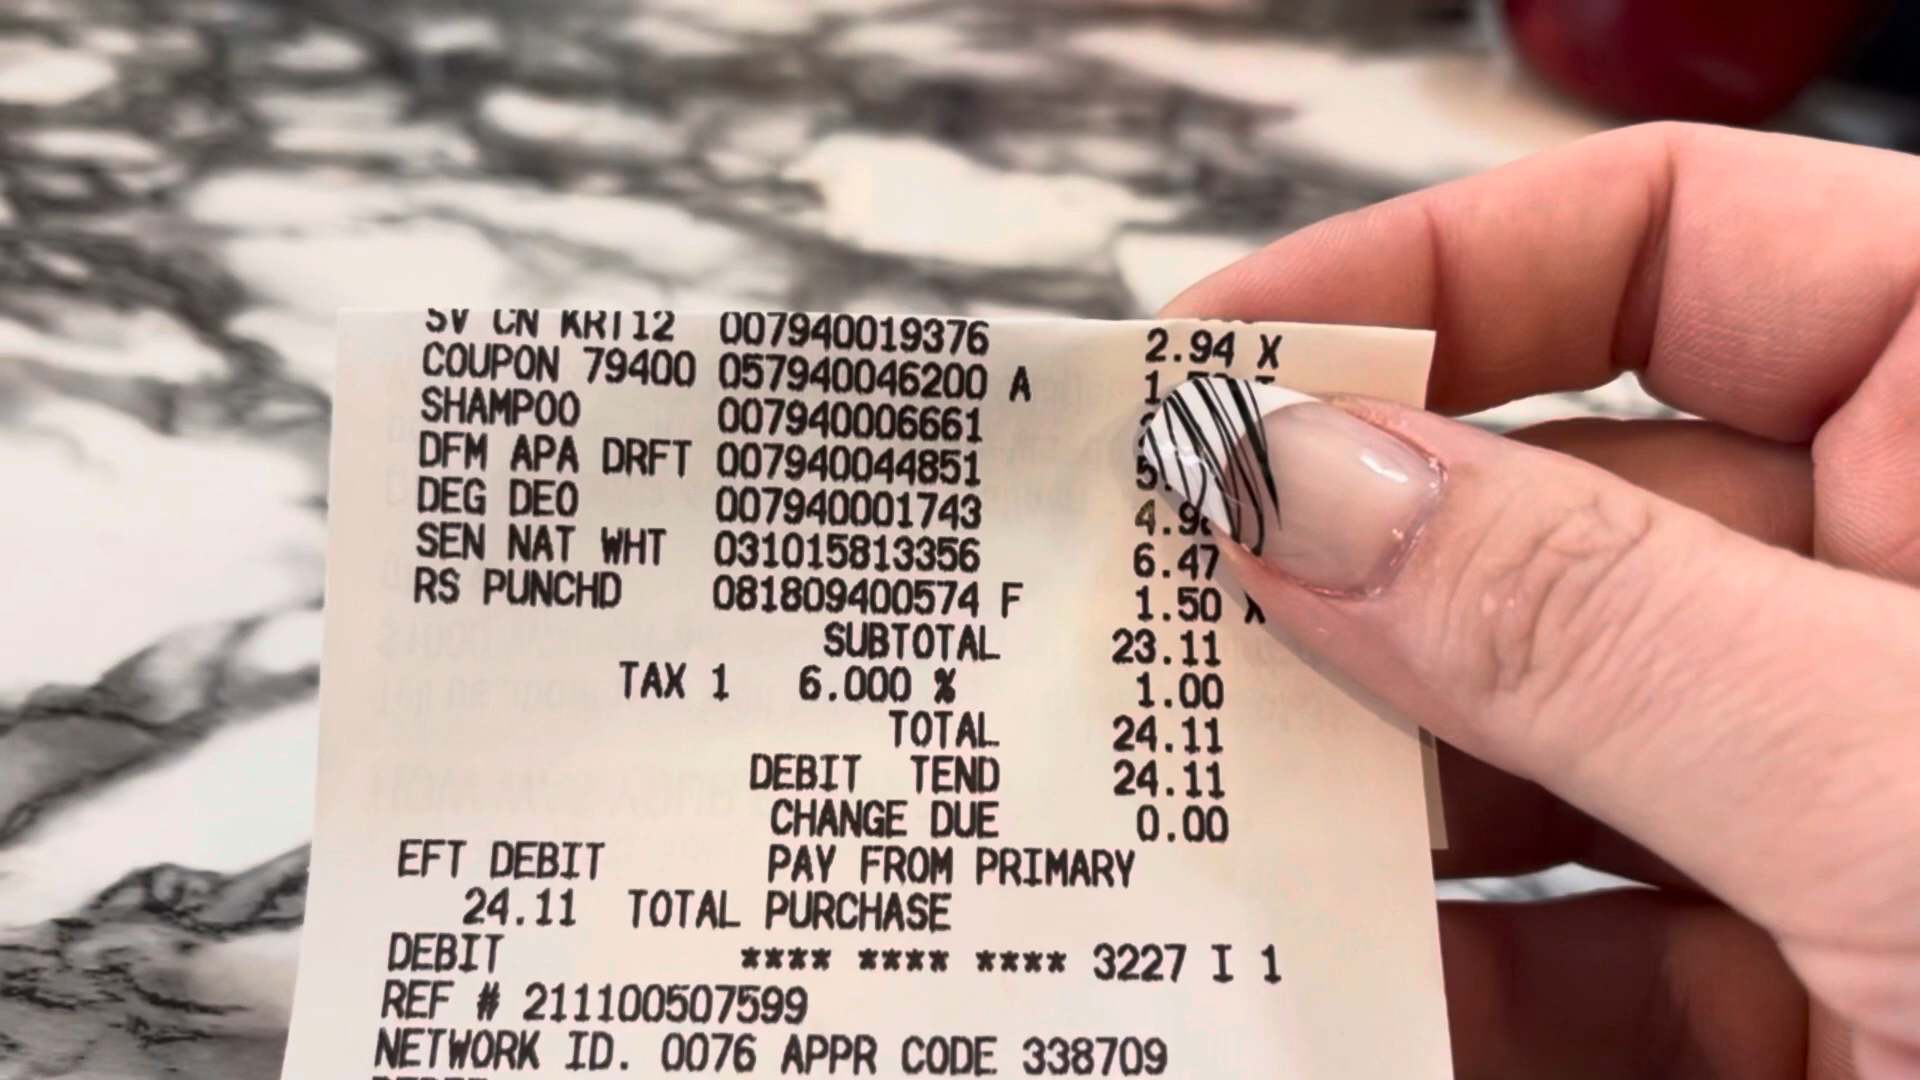 SV CN KRT12 007940019376 2.94 X
COUPON 79400 057940046200 A
SHAMPOO 007940006661
DFM APA DRFT 007940044851
DEG DEO 007940001743
SEN NAT WHT 031015813356 6.47
RS PUNCHD 081809400574 F 1.50 X
SUBTOTAL 23.11
TAX 1 6.000 % 1.00
TOTAL 24.11
DEBIT TEND 24.11
CHANGE DUE 0.00
EFT DEBIT PAY FROM PRIMARY
24.11 TOTAL PURCHASE
DEBIT **** **** **** 3227 I 1
REF # 211100507599
NETWORK ID. 0076 APPR CODE 338709